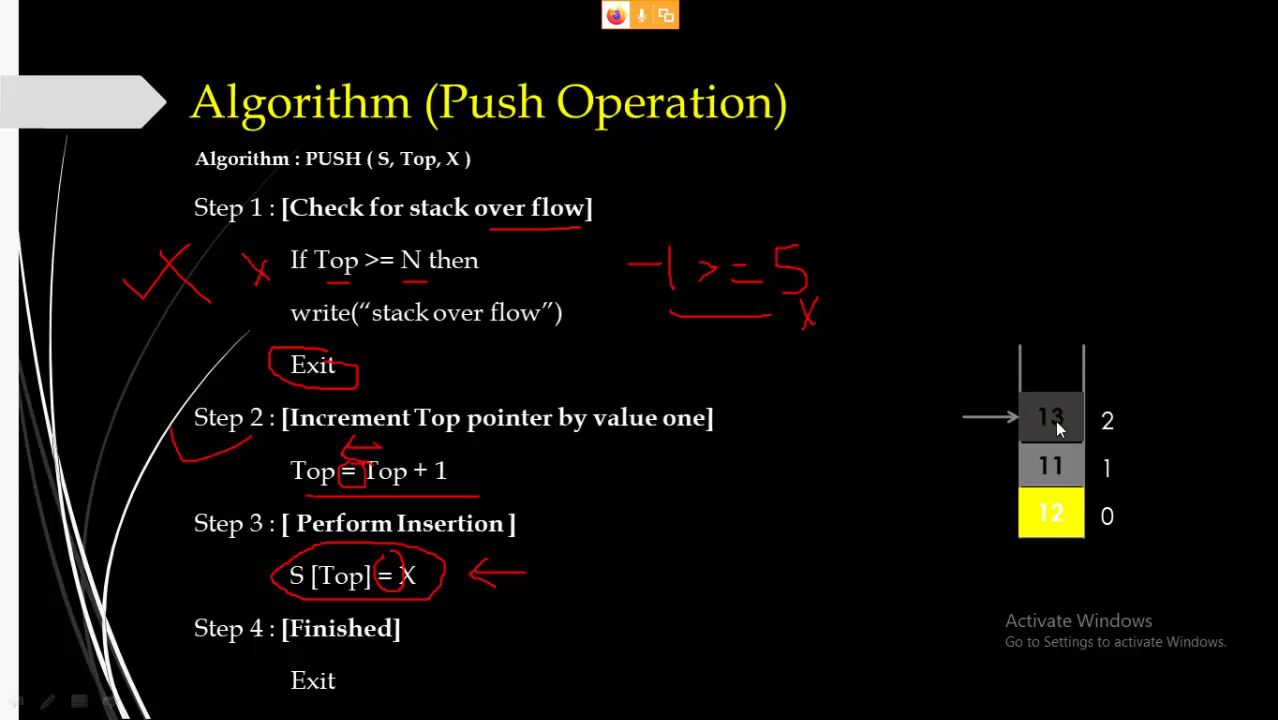 Algorithm (Push Operation)
Algorithm : PUSH ( S, Top, X )
Step 1 : [Check for stack over flow]
If Top >= N then
x
-1 >= 5
x
write(“stack over flow”)
Exit
Step 2 : [Increment Top pointer by value one]
Top = Top + 1
Step 3 : [ Perform Insertion ]
S [Top] = X
Step 4 : [Finished]
Exit
13 2
11 1
12 0
Activate Windows
Go to Settings to activate Windows.